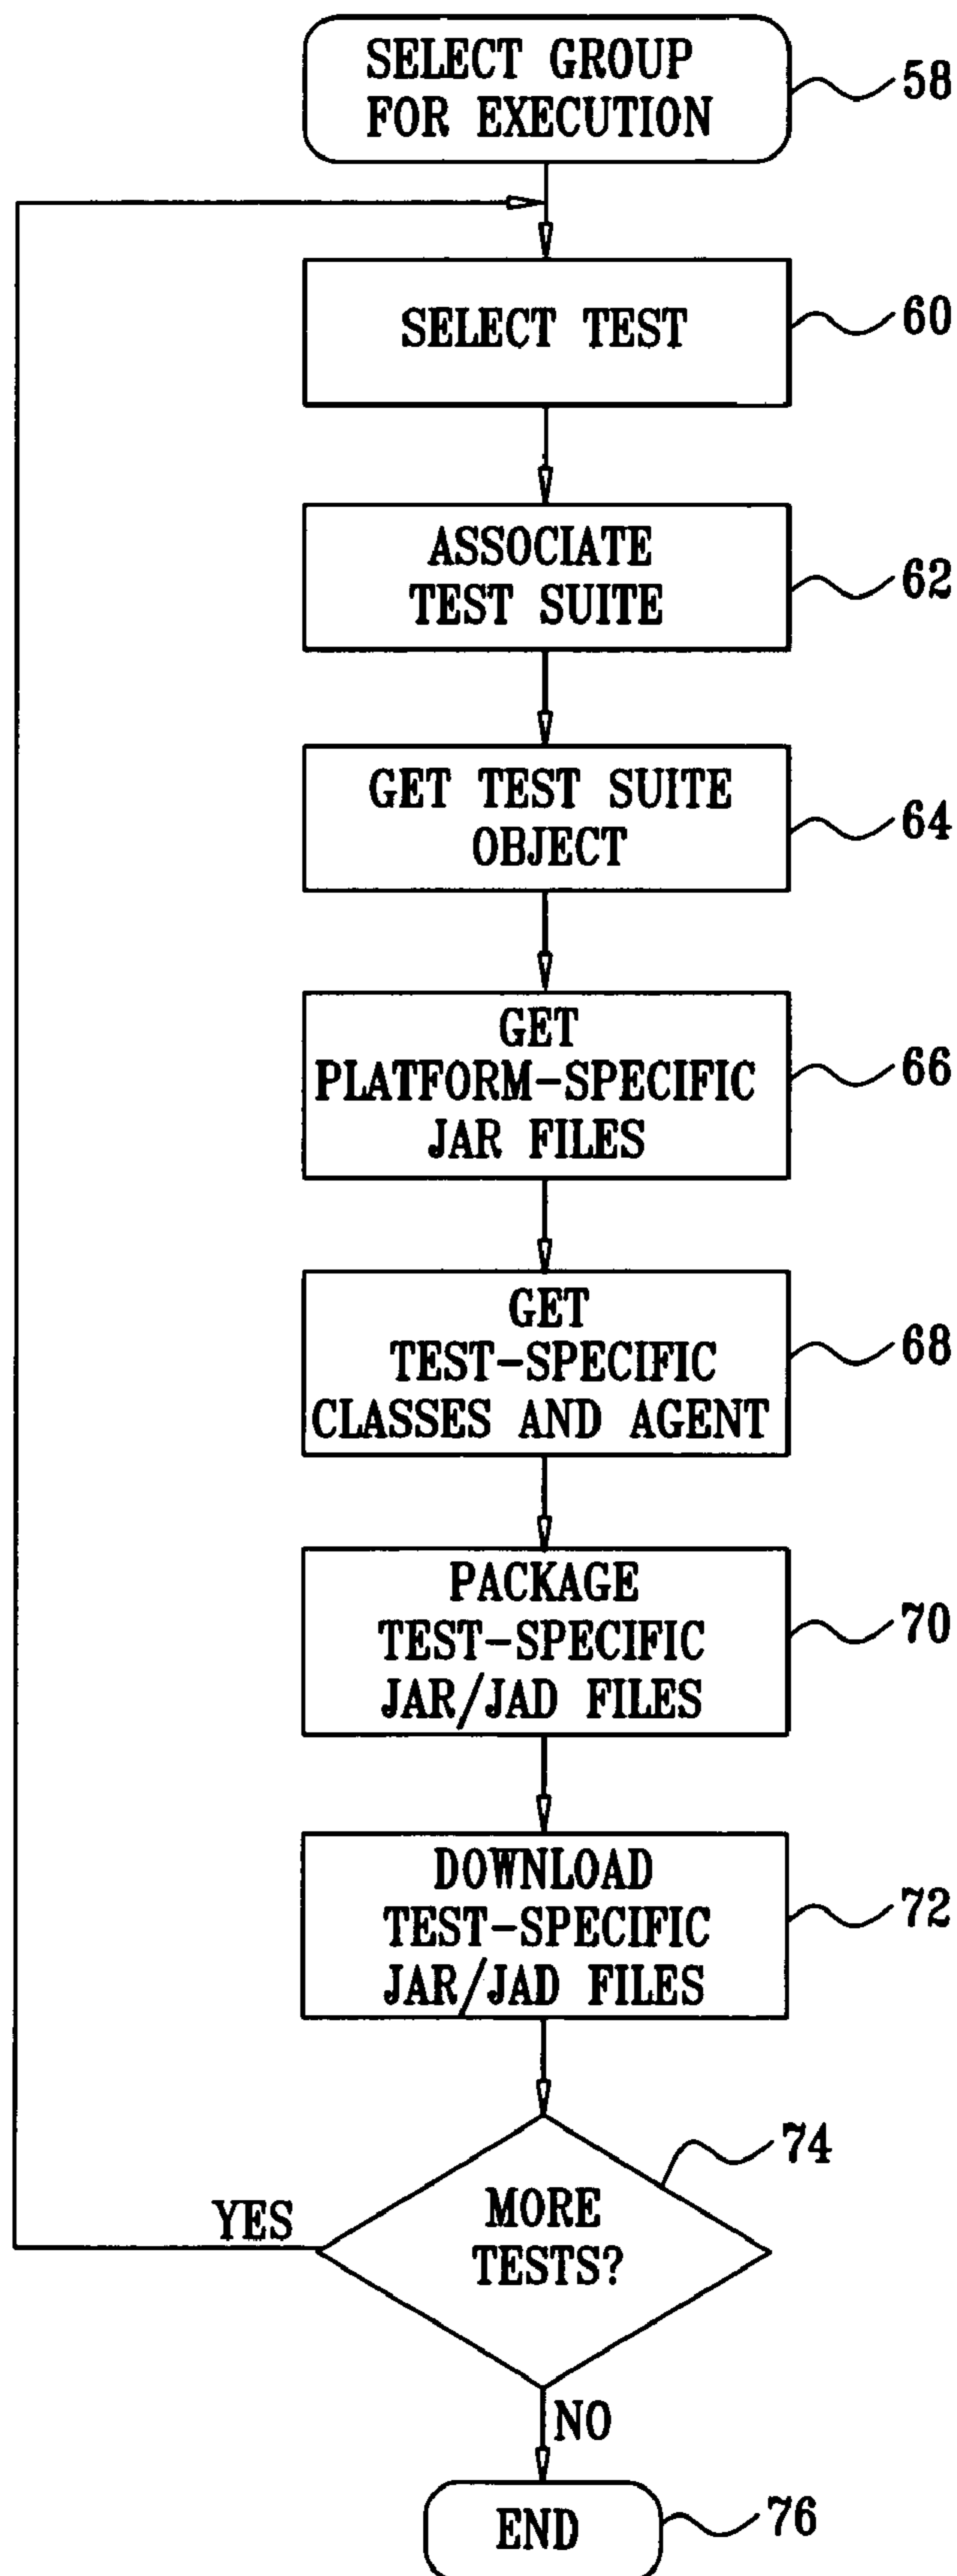 SELECT GROUP
FOR EXECUTION
58
SELECT TEST
60
ASSOCIATE
TEST SUITE
62
GET TEST SUITE
OBJECT
64
GET
PLATFORM-SPECIFIC
JAR FILES
66
GET
TEST-SPECIFIC
CLASSES AND AGENT
68
PACKAGE
TEST-SPECIFIC
JAR/JAD FILES
70
DOWNLOAD
TEST-SPECIFIC
JAR/JAD FILES
72
74
MORE
TESTS?
YES
NO
END
76